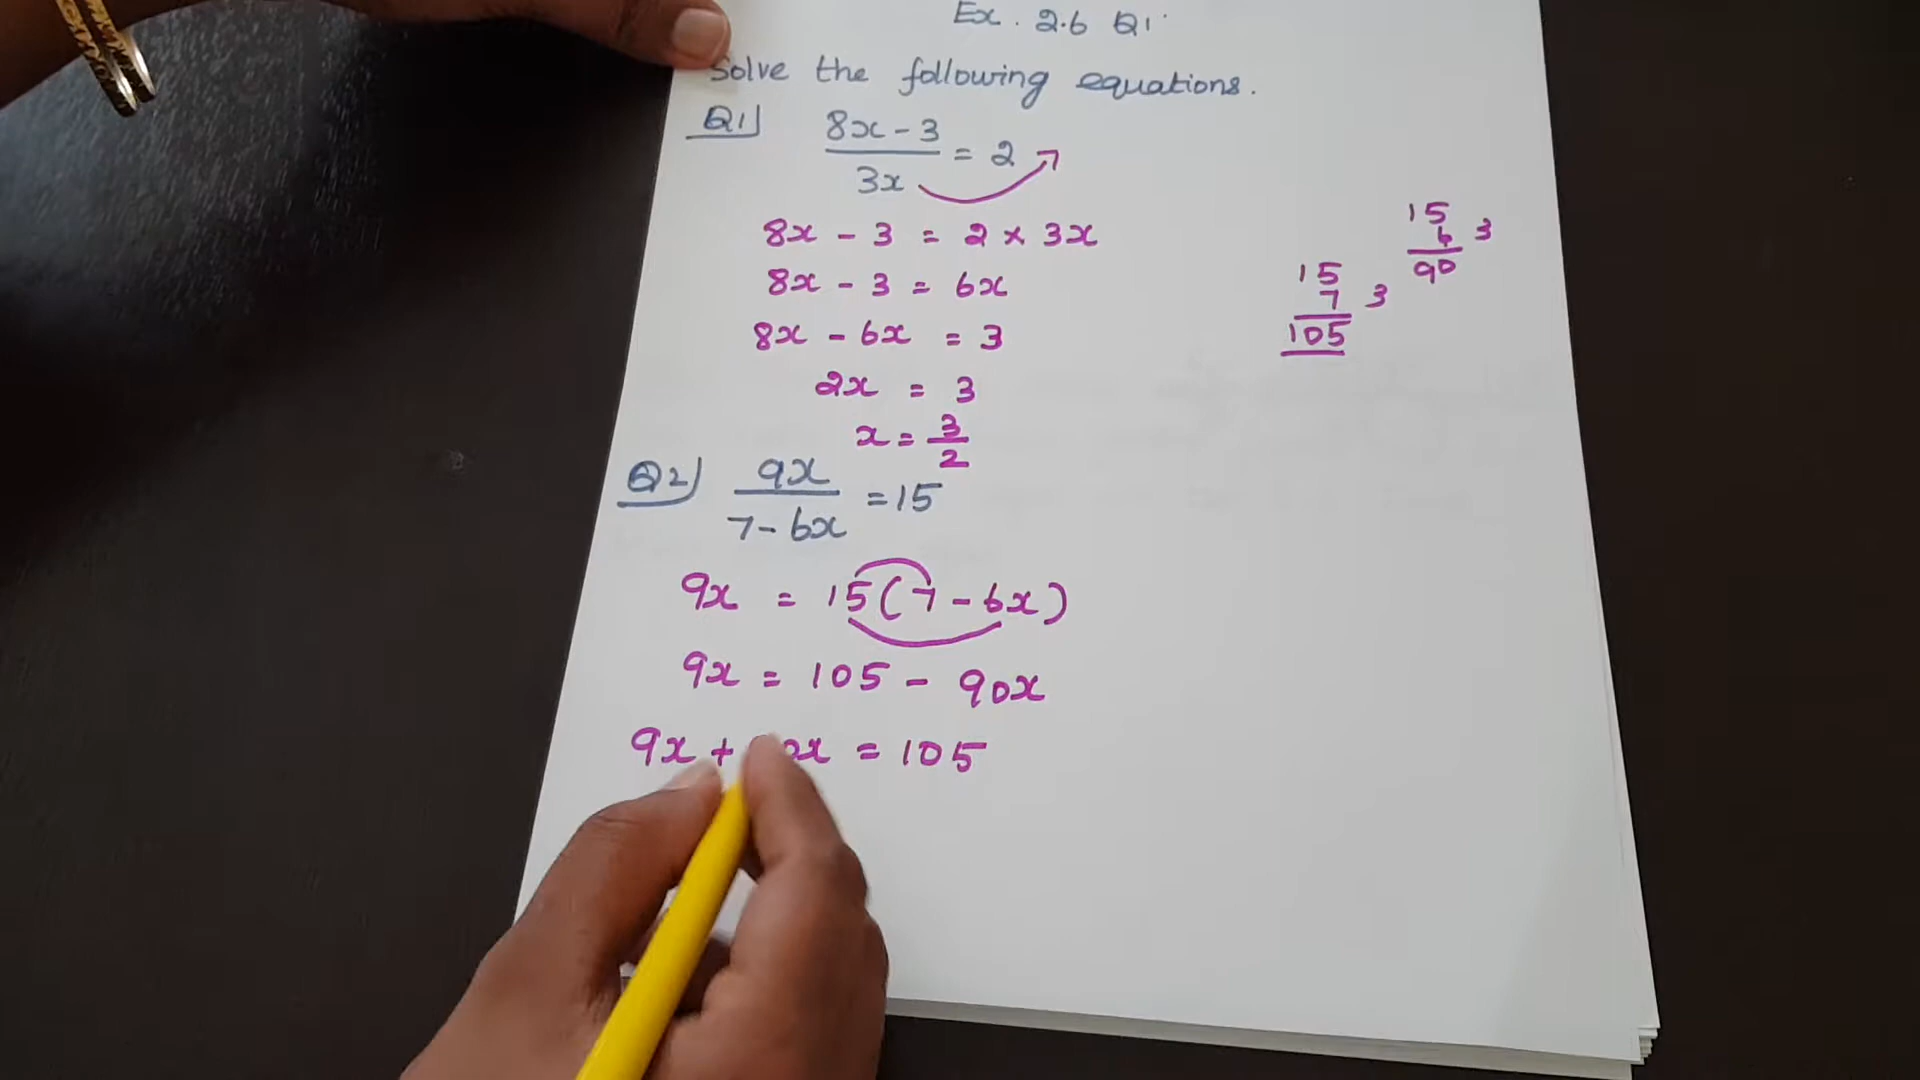 Ex. 2.6 Q1.
Solve the following equations.
Q1) (8x - 3)/3x = 2
8x - 3 = 2 × 3x
8x - 3 = 6x
8x - 6x = 3
2x = 3
x = 3/2
Q2) 9x/(7 - 6x) = 15
9x = 15(7 - 6x)
9x = 105 - 90x
9x + 0x = 105
15
6 3
90
15
7 3
105